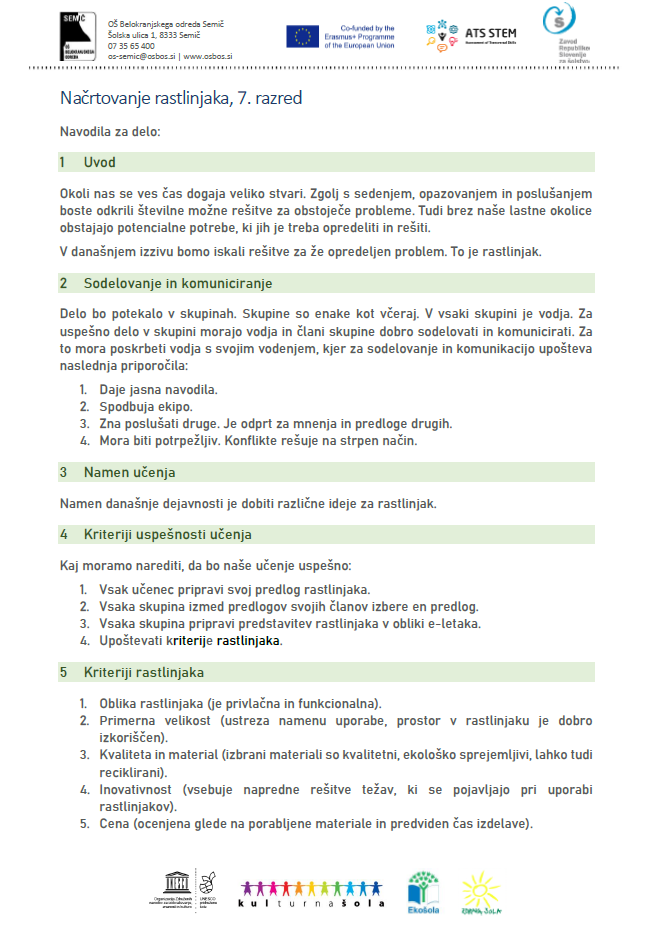 SEMIČ
OŠ
BELOKRANJSKEGA
ODREDA
OŠ Belokranjskega odreda Semič
Šolska ulica 1, 8333 Semič
07 35 65 400
os-semic@osbos.si | www.osbos.si
Co-funded by the
Erasmus+ Programme
of the European Union
ATS STEM
Assessment of Transversal Skills
Zavod
Republike
Slovenije
za šolstvo
Načrtovanje rastlinjaka, 7. razred
Navodila za delo:
1 Uvod
Okoli nas se ves čas dogaja veliko stvari. Zgolj s sedenjem, opazovanjem in poslušanjem
boste odkrili številne možne rešitve za obstoječe probleme. Tudi brez naše lastne okolice
obstajajo potencialne potrebe, ki jih je treba opredeliti in rešiti.
V današnjem izzivu bomo iskali rešitve za že opredeljen problem. To je rastlinjak.
2 Sodelovanje in komuniciranje
Delo bo potekalo v skupinah. Skupine so enake kot včeraj. V vsaki skupini je vodja. Za
uspešno delo v skupini morajo vodja in člani skupine dobro sodelovati in komunicirati. Za
to mora poskrbeti vodja s svojim vodenjem, kjer za sodelovanje in komunikacijo upošteva
naslednja priporočila:
1. Daje jasna navodila.
2. Spodbuja ekipo.
3. Zna poslušati druge. Je odprt za mnenja in predloge drugih.
4. Mora biti potrpežljiv. Konflikte rešuje na strpen način.
3 Namen učenja
Namen današnje dejavnosti je dobiti različne ideje za rastlinjak.
4 Kriteriji uspešnosti učenja
Kaj moramo narediti, da bo naše učenje uspešno:
1. Vsak učenec pripravi svoj predlog rastlinjaka.
2. Vsaka skupina izmed predlogov svojih članov izbere en predlog.
3. Vsaka skupina pripravi predstavitev rastlinjaka v obliki e-letaka.
4. Upoštevati kriterije rastlinjaka.
5 Kriteriji rastlinjaka
1. Oblika rastlinjaka (je privlačna in funkcionalna).
2. Primerna velikost (ustreza namenu uporabe, prostor v rastlinjaku je dobro
izkoriščen).
3. Kvaliteta in material (izbrani materiali so kvalitetni, ekološko sprejemljivi, lahko tudi
reciklirani).
4. Inovativnost (vsebuje napredne rešitve težav, ki se pojavljajo pri uporabi
rastlinjakov).
5. Cena (ocenjena glede na porabljene materiale in predviden čas izdelave).
kulturnašola
Ekošola